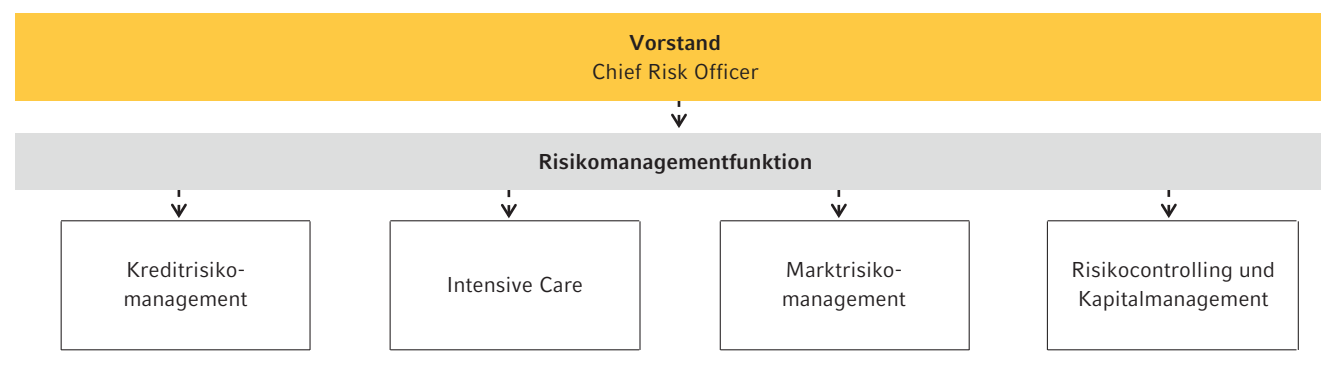 Vorstand
Chief Risk Officer
Risikomanagementfunktion
Kreditrisiko-
management
Intensive Care
Marktrisiko-
management
Risikocontrolling und
Kapitalmanagement